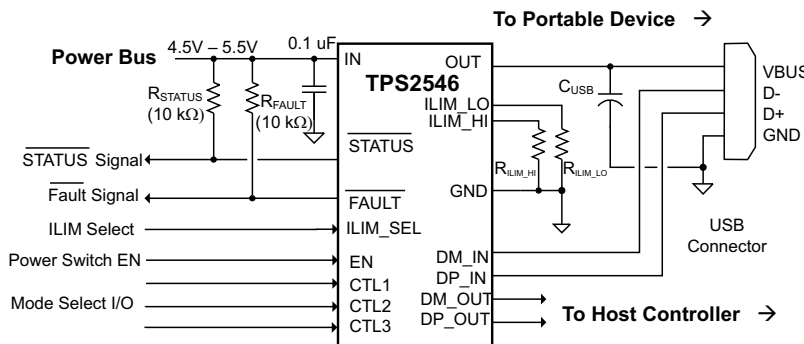 To Portable Device →
Power Bus
4.5V – 5.5V
0.1 uF
IN
OUT
TPS2546
VBUS
D-
D+
GND
CUSB
RSTATUS
(10 kΩ)
RFAULT
(10 kΩ)
ILIM_LO
ILIM_HI
STATUS
STATUS Signal
RILIM_HI
RILIM_LO
Fault Signal
FAULT
GND
ILIM Select
ILIM_SEL
USB
Connector
Power Switch EN
EN
DM_IN
DP_IN
CTL1
Mode Select I/O
CTL2
CTL3
DM_OUT
DP_OUT
To Host Controller →